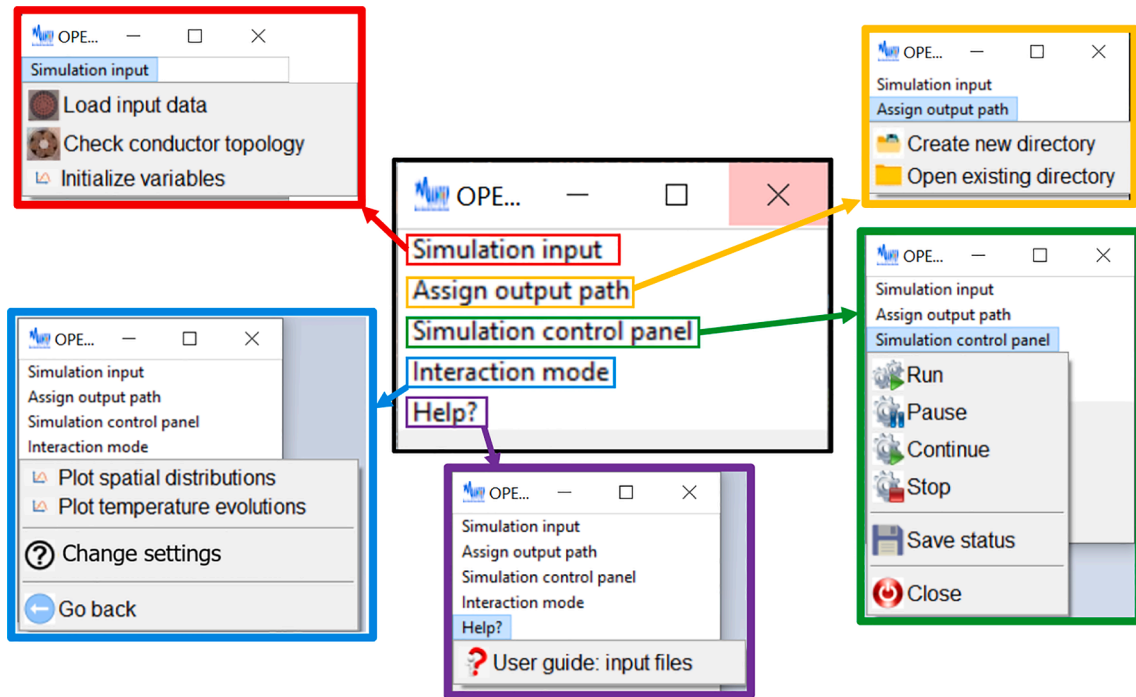 OPE...
Simulation input
Load input data
Check conductor topology
Initialize variables
OPE...
Simulation input
Assign output path
Create new directory
Open existing directory
OPE...
Simulation input
Assign output path
Simulation control panel
Interaction mode
Help?
OPE...
Simulation input
Assign output path
Simulation control panel
Run
Pause
Continue
Stop
Save status
Close
OPE...
Simulation input
Assign output path
Simulation control panel
Interaction mode
Plot spatial distributions
Plot temperature evolutions
Change settings
Go back
OPE...
Simulation input
Assign output path
Simulation control panel
Interaction mode
Help?
User guide: input files